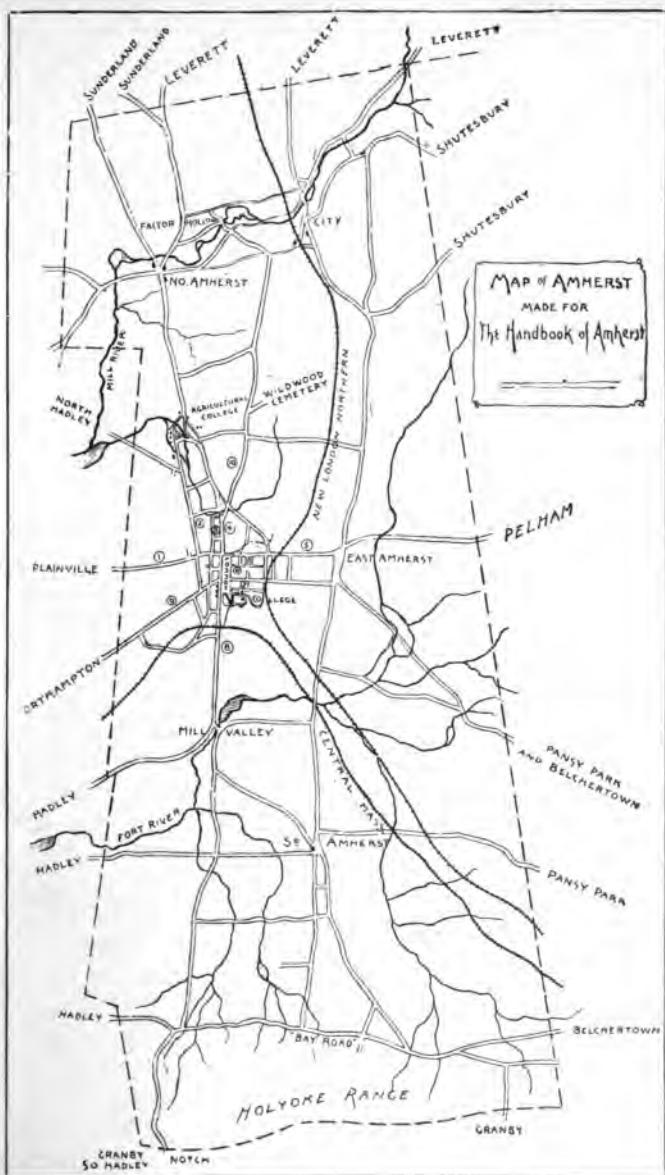 SUNDERLAND
SUNDERLAND
LEVERETT
LEVERETT
LEVERETT
SHUTESBURY
SHUTESBURY
CITY
NO. AMHERST
MAP OF AMHERST
MADE FOR
The Handbook of Amherst
MILL RIVER
NORTH
HADLEY
AGRICULTURAL
COLLEGE
WILDWOOD
CEMETERY
NEW LONDON NORTHERN
PELHAM
PLAINVILLE
EAST AMHERST
LLEGE
ORTHAMPTON
MILL VALLEY
CENTRAL MASS
PANSY PARK
AND BELCHERTOWN
HADLEY
FORT RIVER
HADLEY
SO AMHERST
PANSY PARK
HADLEY
"BAY ROAD"
BELCHERTOWN
HOLYOKE RANGE
GRANBY
GRANBY
SO HADLEY
NOTCH